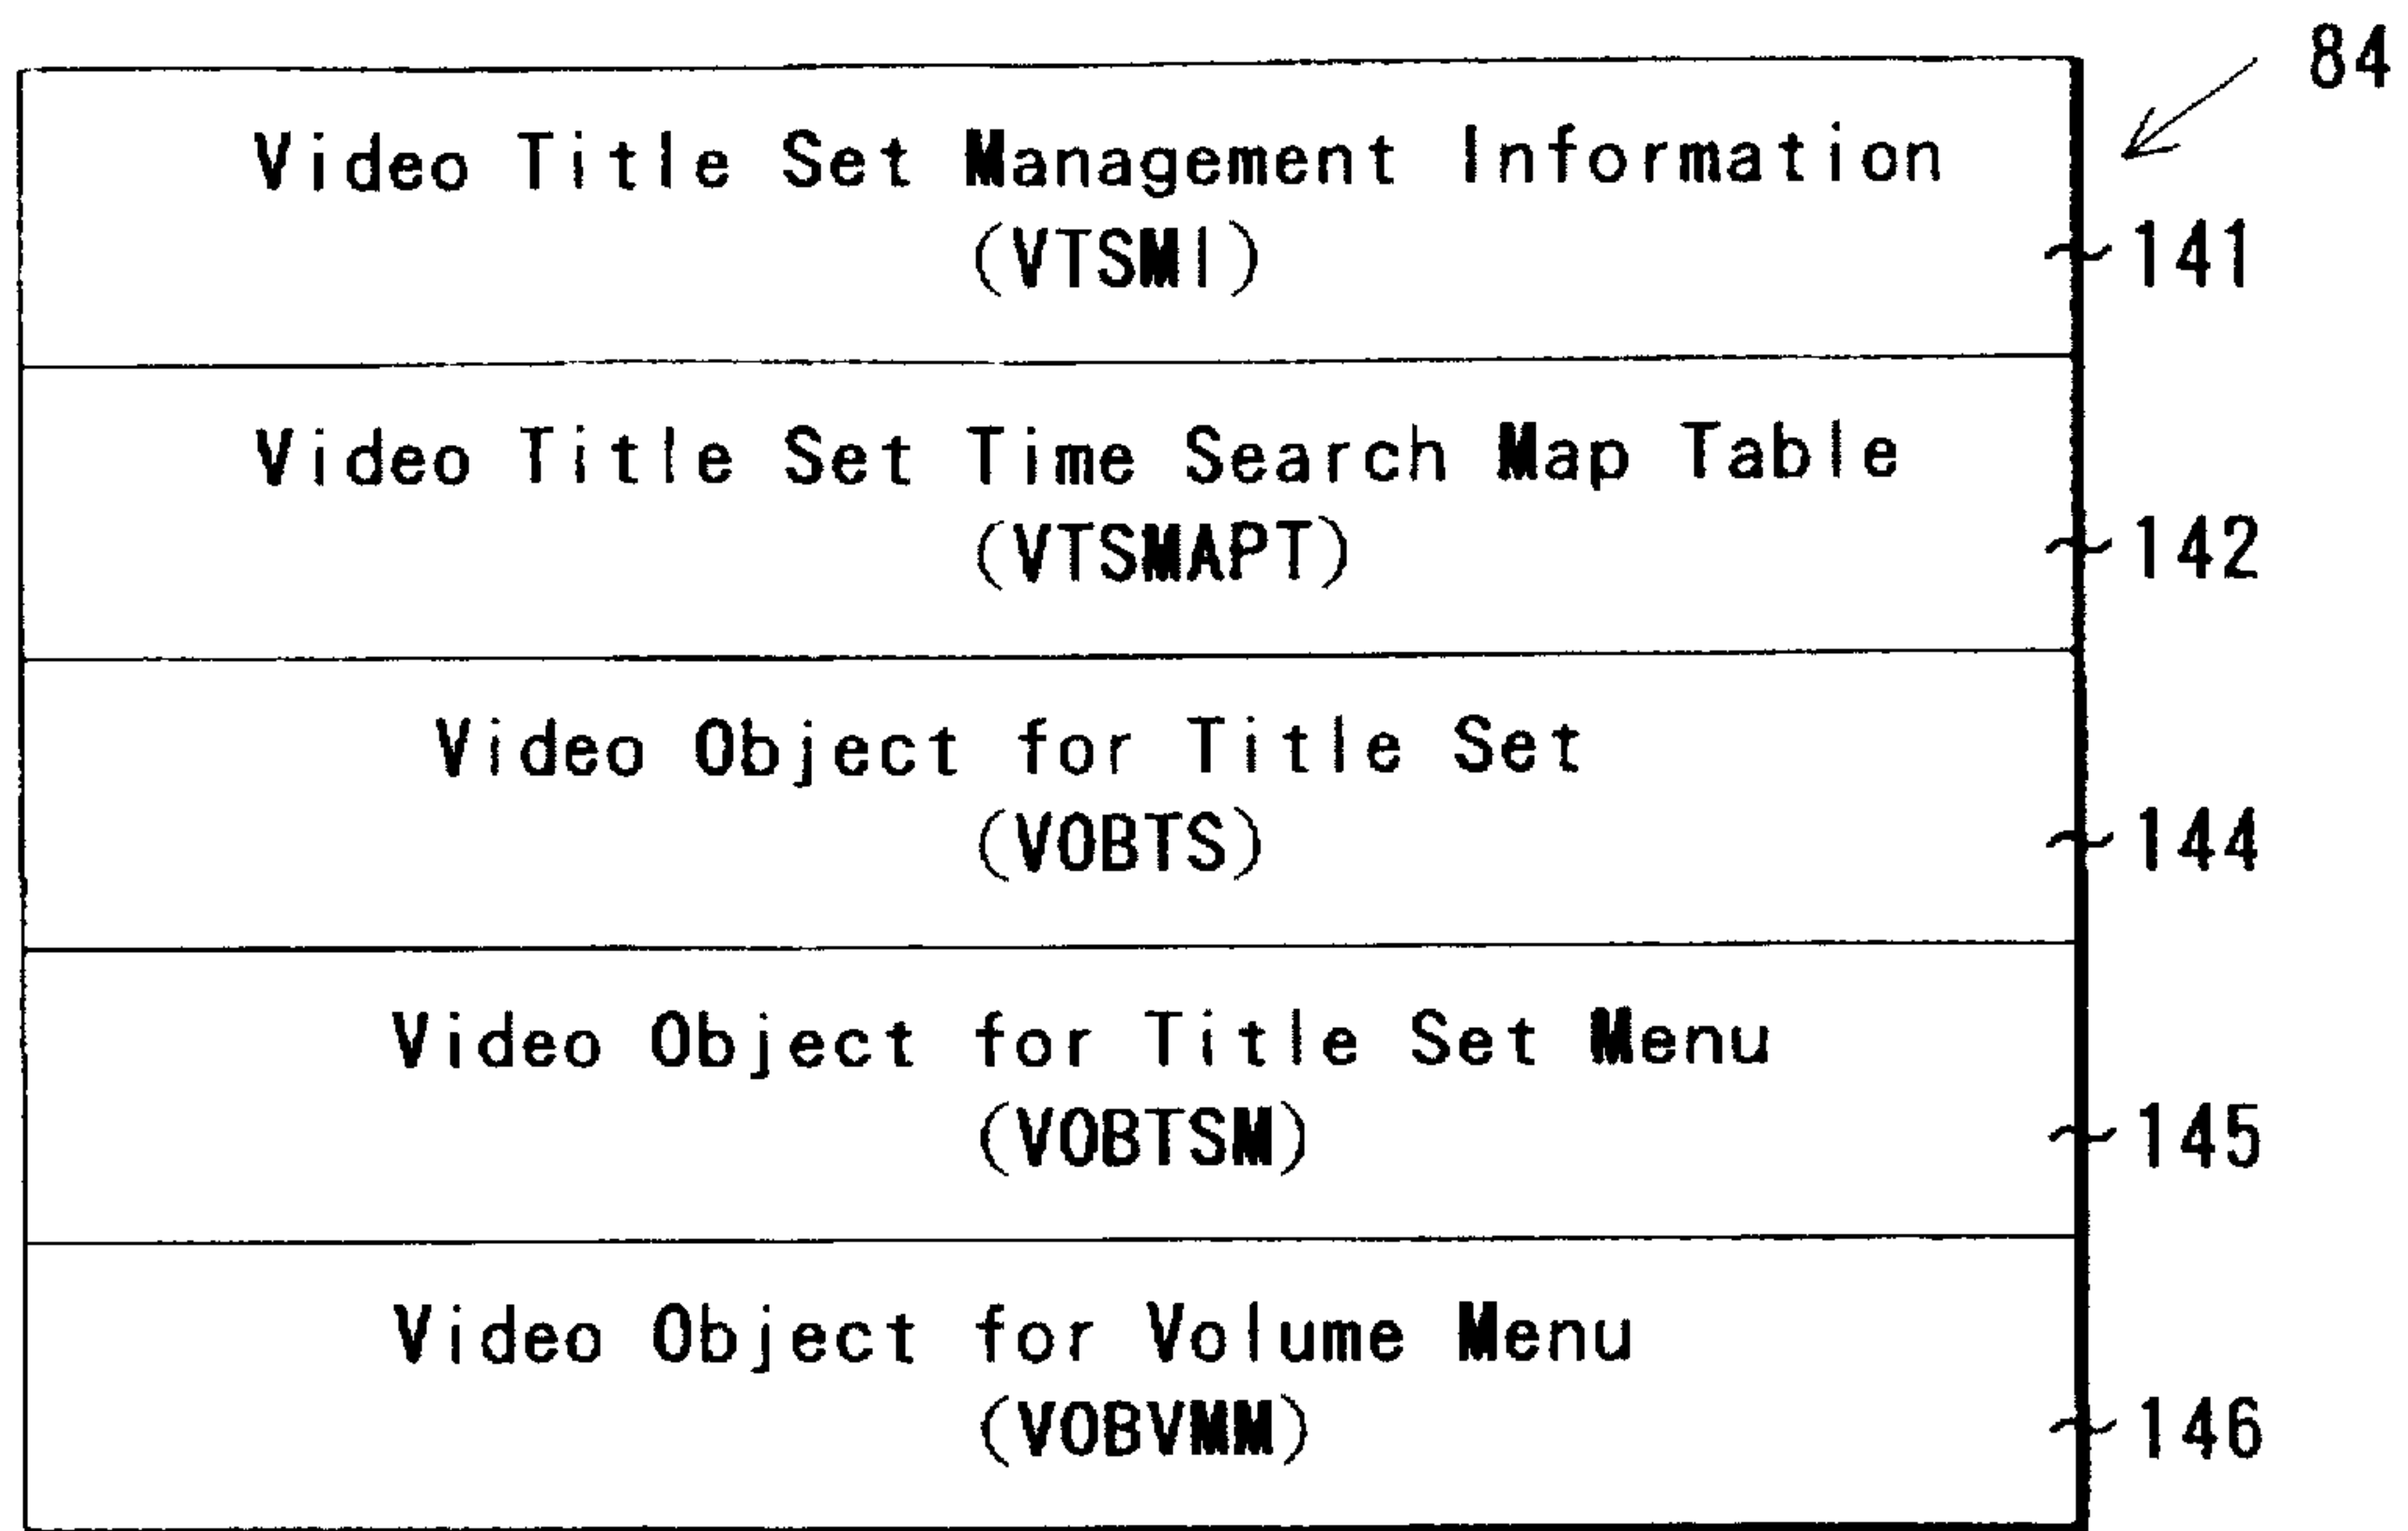 84
Video Title Set Management Information
(VTSMI)
141
Video Title Set Time Search Map Table
(VTSMAPT)
142
Video Object for Title Set
(VOBTS)
144
Video Object for Title Set Menu
(VOBTSM)
145
Video Object for Volume Menu
(VOBVMM)
146